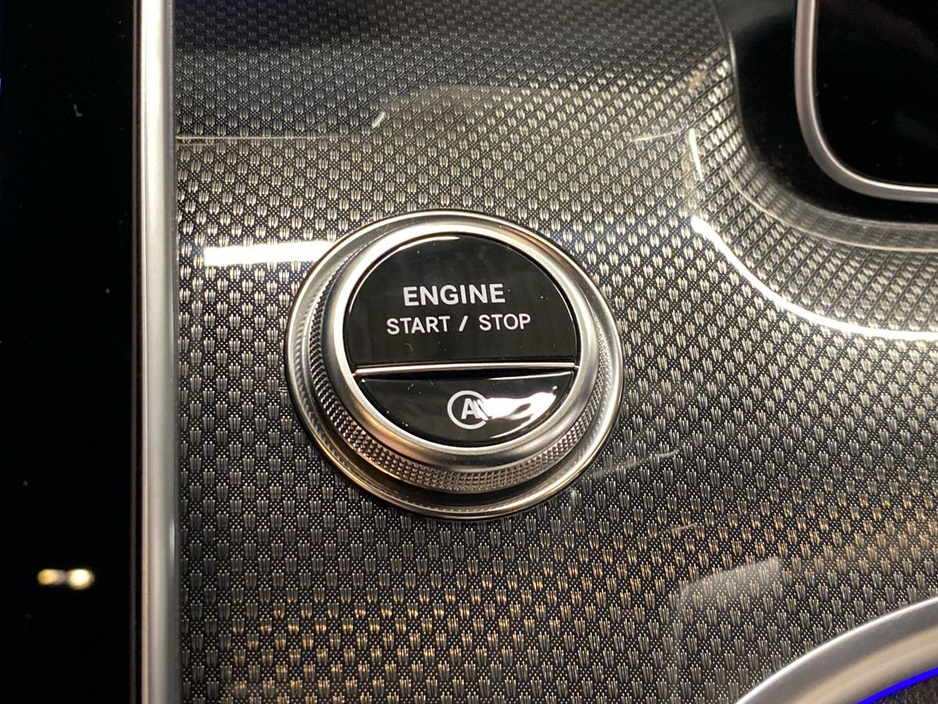 ENGINE
START / STOP
A